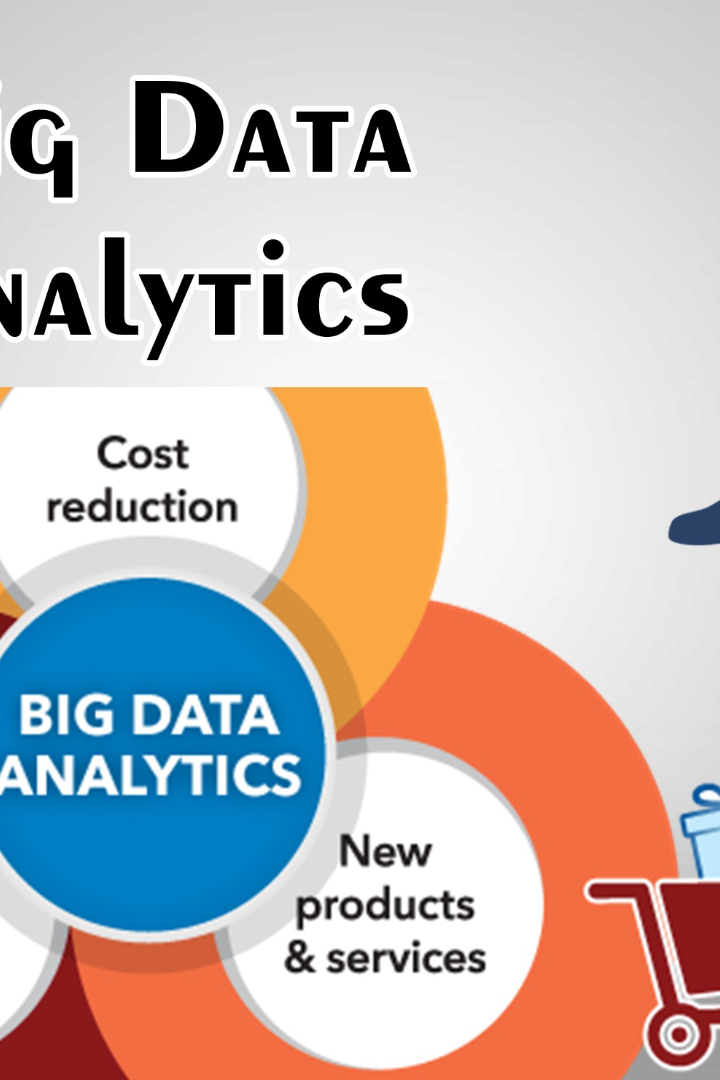 ig Data
nalytics
Cost
reduction
BIG DATA
ANALYTICS
New
products
& services